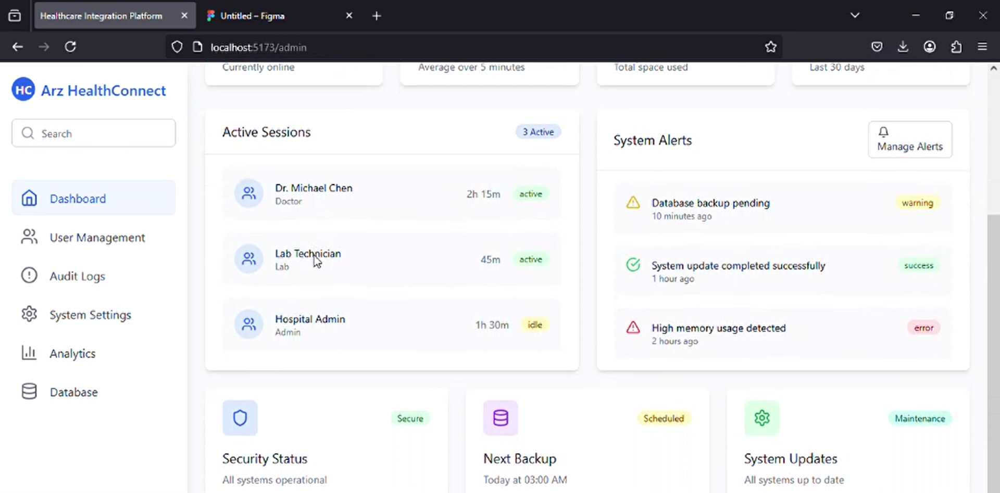 Healthcare Integration Platform
Untitled – Figma
localhost:5173/admin
HC Arz HealthConnect
Search
Dashboard
User Management
Audit Logs
System Settings
Analytics
Database
Currently online
Average over 5 minutes
Total space used
Last 30 days
Active Sessions
3 Active
Dr. Michael Chen
Doctor
2h 15m
active
Lab Technician
Lab
45m
active
Hospital Admin
Admin
1h 30m
idle
System Alerts
Manage Alerts
Database backup pending
10 minutes ago
warning
System update completed successfully
1 hour ago
success
High memory usage detected
2 hours ago
error
Secure
Security Status
All systems operational
Scheduled
Next Backup
Today at 03:00 AM
Maintenance
System Updates
All systems up to date